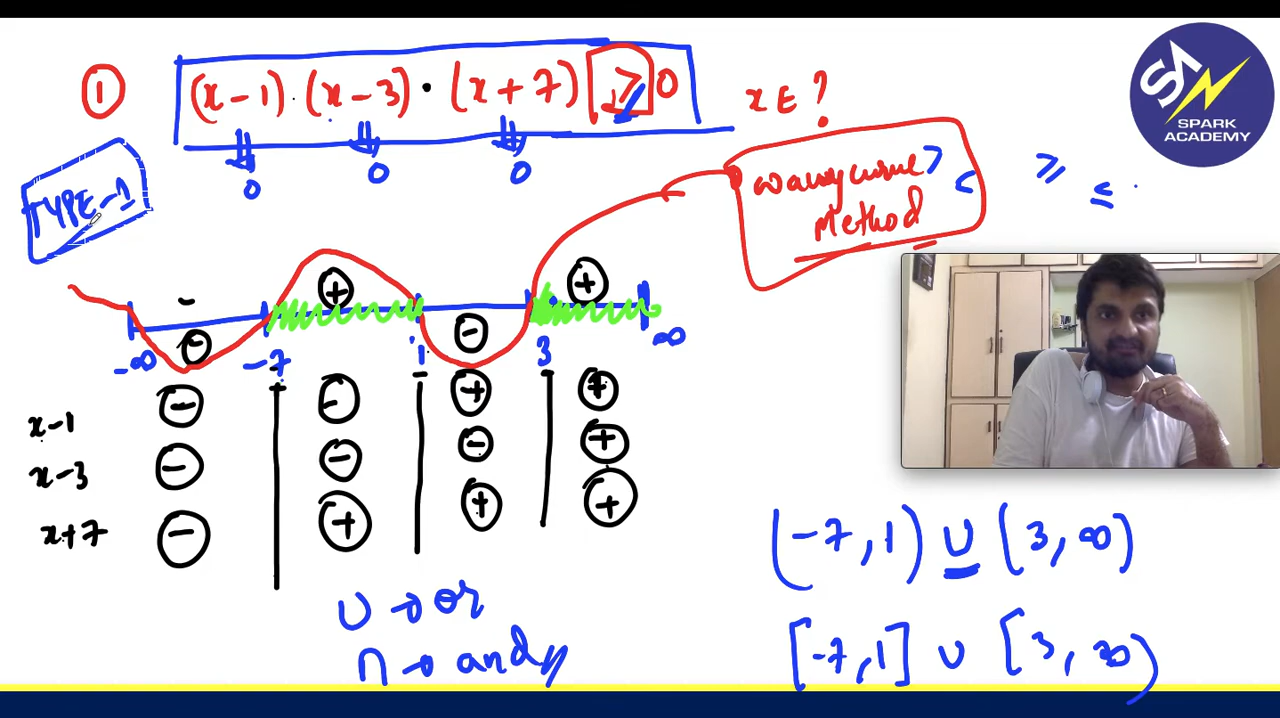 ① (x-1) · (x-3) · (x+7) ≥ 0 x ∈ ?
0 0 0
SPARK
ACADEMY
TYPE-1
wavy curve > < ≥ ≤
Method
- + - + 
-∞ -7 1 3 ∞
x-1 - - + +
x-3 - - - +
x+7 - + + +
(-7, 1) ∪ (3, ∞)
∪ → or
∩ → and
[-7, 1] ∪ [3, ∞)